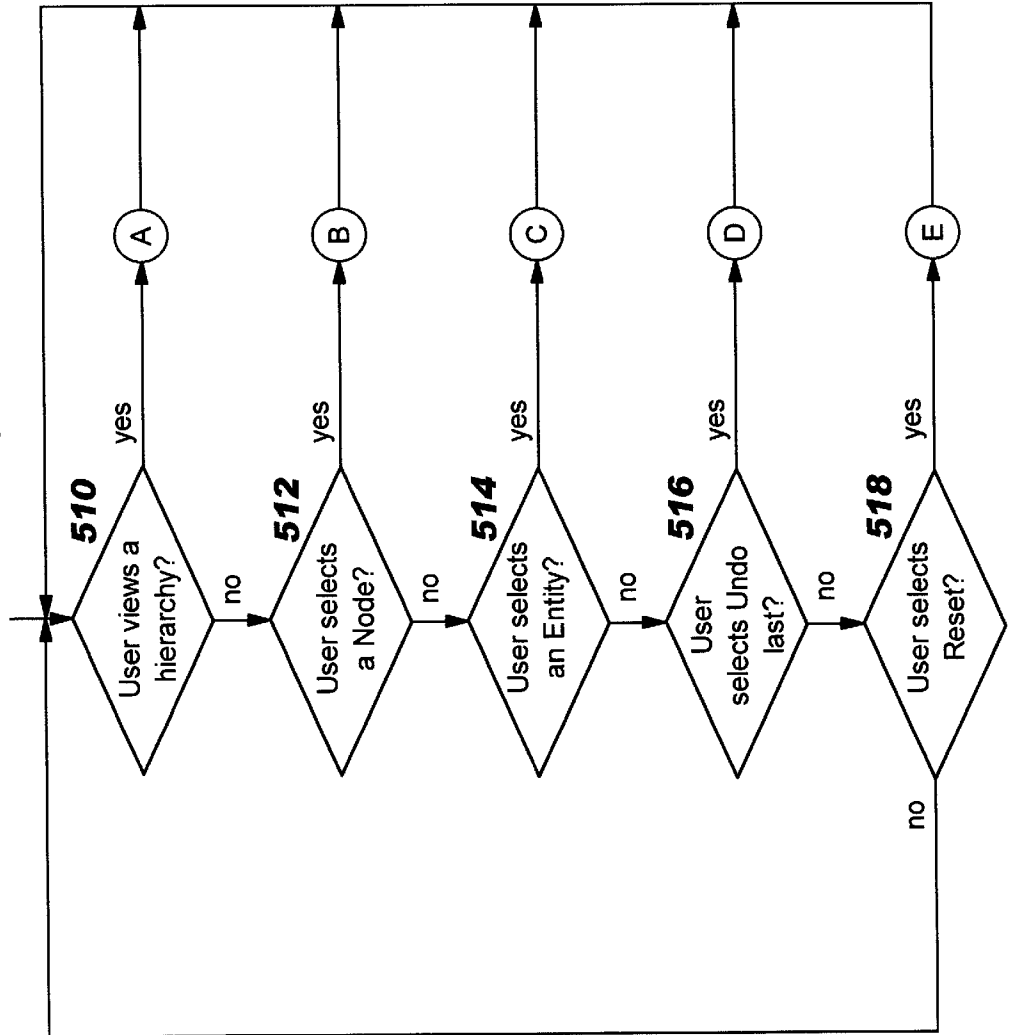 510
User views a
hierarchy?
yes
A
no
512
User selects
a Node?
yes
B
no
514
User selects
an Entity?
yes
C
no
516
User
selects Undo
last?
yes
D
no
518
User selects
Reset?
yes
E
no